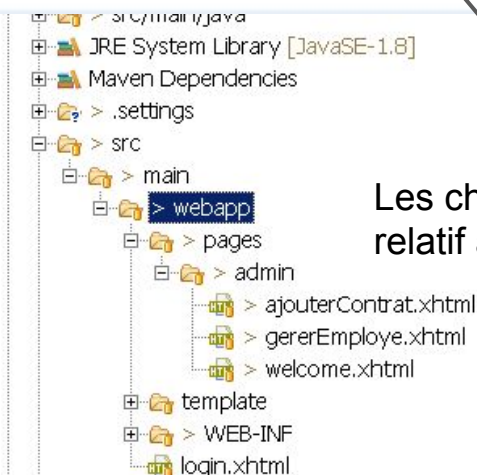 > src/main/java
JRE System Library [JavaSE-1.8]
Maven Dependencies
> .settings
> src
> main
> webapp
Les ch
relatif
> pages
> admin
> ajouterContrat.xhtml
> gererEmploye.xhtml
> welcome.xhtml
> template
> WEB-INF
login.xhtml